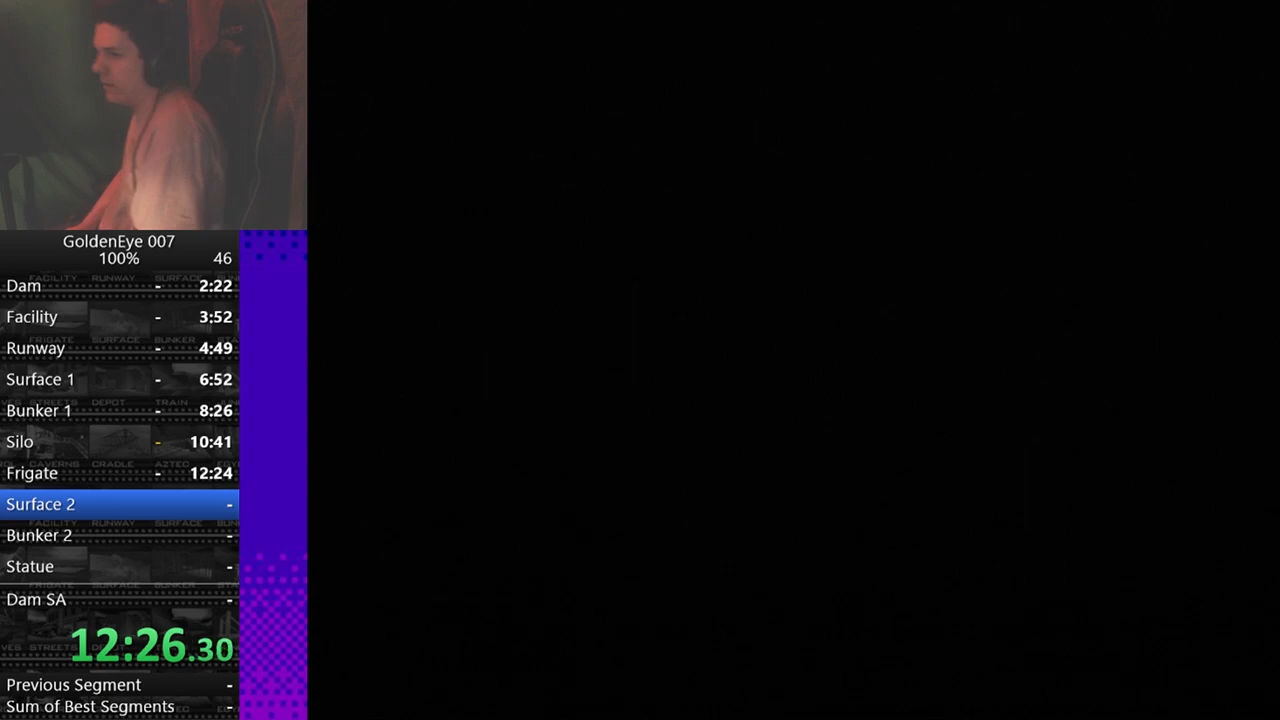 GoldenEye 007
100% 46
Dam - 2:22
Facility - 3:52
Runway - 4:49
Surface 1 - 6:52
Bunker 1 - 8:26
Silo - 10:41
Frigate - 12:24
Surface 2 -
Bunker 2 -
Statue -
Dam SA -
12:26.30
Previous Segment -
Sum of Best Segments -